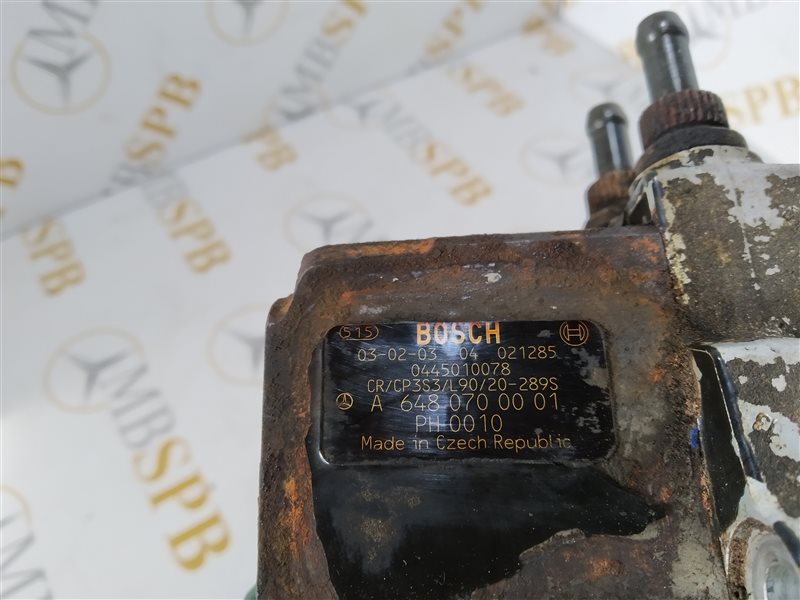 515 BOSCH
03-02-03 04 021285
0445010078
CR/CP3S3/L90/20-289S
A 648 070 00 01
PH 0010
Made in Czech Republic
MBSPB
MBSPB
MBSPB
MBSPB
MBSPB